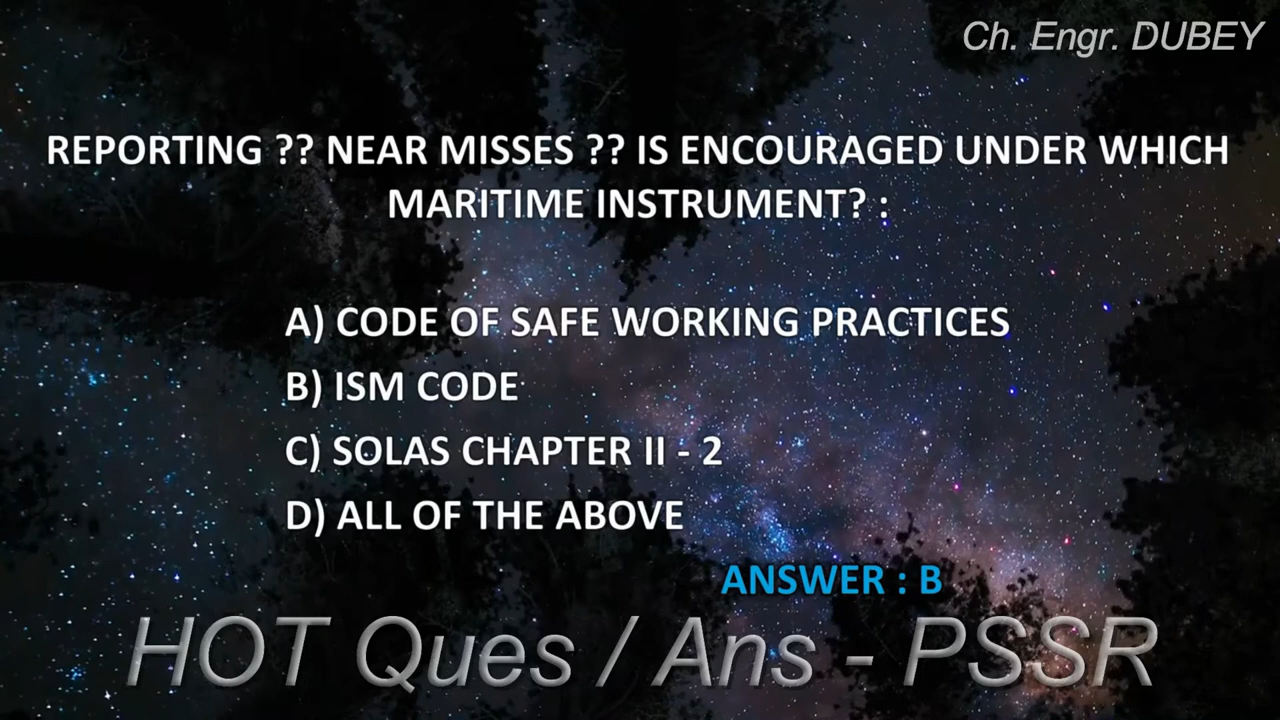 Ch. Engr. DUBEY
REPORTING ?? NEAR MISSES ?? IS ENCOURAGED UNDER WHICH
MARITIME INSTRUMENT? :
A) CODE OF SAFE WORKING PRACTICES
B) ISM CODE
C) SOLAS CHAPTER II - 2
D) ALL OF THE ABOVE
ANSWER : B
HOT Ques / Ans - PSSR